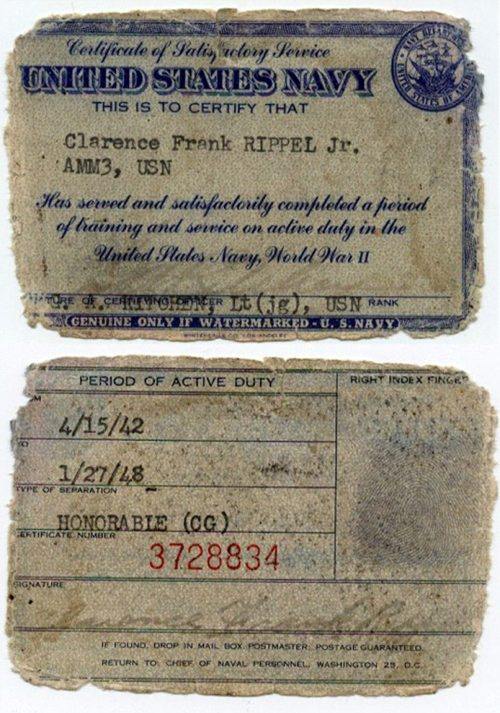 Certificate of Satisfactory Service
UNITED STATES NAVY
THIS IS TO CERTIFY THAT
Clarence Frank RIPPEL Jr.
AMM3, USN
Has served and satisfactorily completed a period
of training and service on active duty in the
United States Navy, World War II
Lt(jg), USN RANK
TURE OF CERTIFYING OFFICER
GENUINE ONLY IF WATERMARKED - U. S. NAVY
PERIOD OF ACTIVE DUTY
RIGHT INDEX FINGER
4/15/42
1/27/48
TYPE OF SEPARATION
HONORABLE (CG)
CERTIFICATE NUMBER
3728834
SIGNATURE
IF FOUND, DROP IN MAIL BOX. POSTMASTER: POSTAGE GUARANTEED.
RETURN TO: CHIEF OF NAVAL PERSONNEL, WASHINGTON 25, D.C.